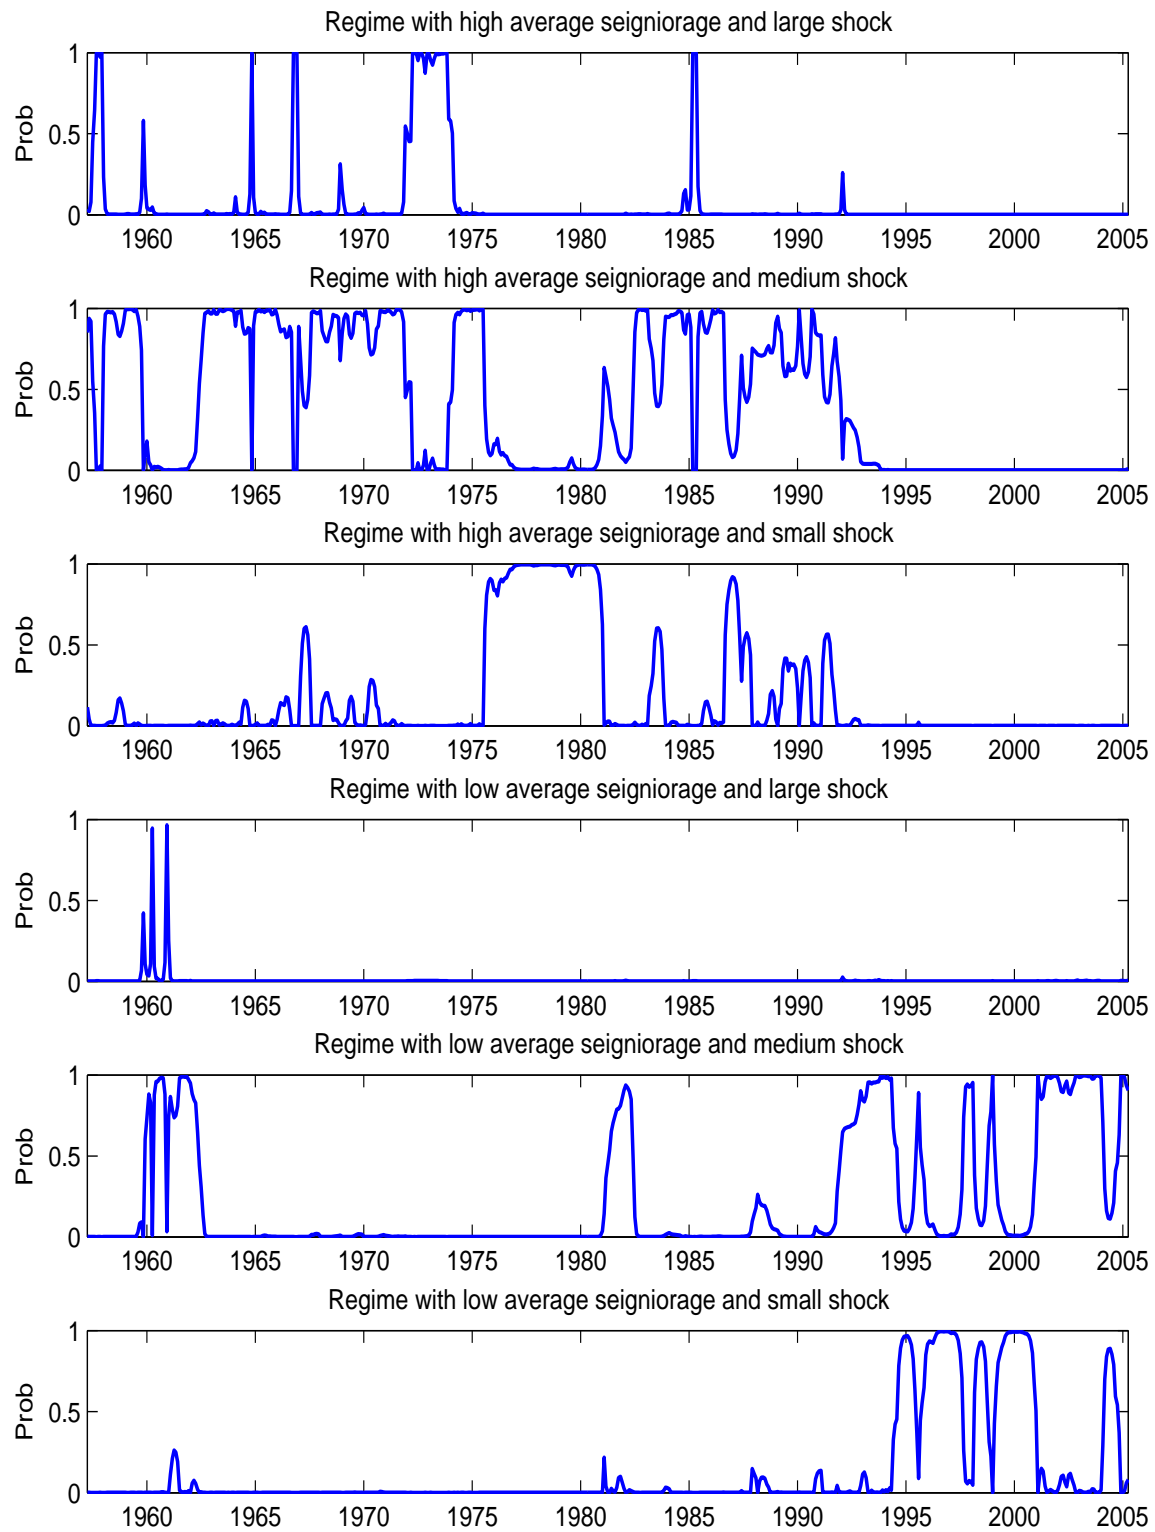 Regime with high average seigniorage and large shock
1
0.5
0
Prob
1960 1965 1970 1975 1980 1985 1990 1995 2000 2005
Regime with high average seigniorage and medium shock
1
0.5
0
Prob
1960 1965 1970 1975 1980 1985 1990 1995 2000 2005
Regime with high average seigniorage and small shock
1
0.5
0
Prob
1960 1965 1970 1975 1980 1985 1990 1995 2000 2005
Regime with low average seigniorage and large shock
1
0.5
0
Prob
1960 1965 1970 1975 1980 1985 1990 1995 2000 2005
Regime with low average seigniorage and medium shock
1
0.5
0
Prob
1960 1965 1970 1975 1980 1985 1990 1995 2000 2005
Regime with low average seigniorage and small shock
1
0.5
0
Prob
1960 1965 1970 1975 1980 1985 1990 1995 2000 2005